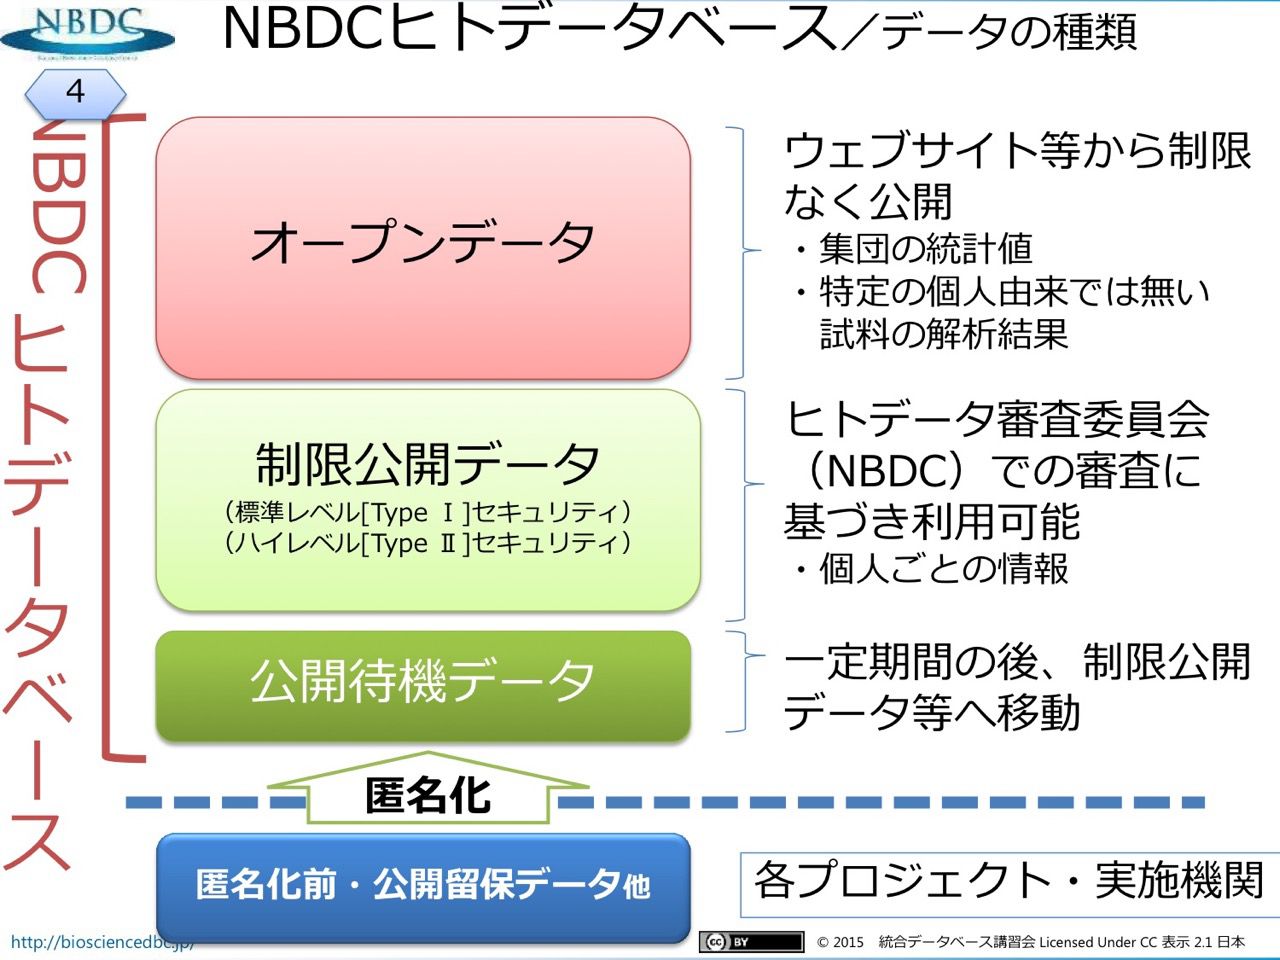 NBDC
NBDCヒトデータベース／データの種類
4
NBDC ヒトデータベース
オープンデータ
ウェブサイト等から制限
なく公開
・集団の統計値
・特定の個人由来では無い
試料の解析結果
制限公開データ
（標準レベル[Type Ⅰ]セキュリティ）
（ハイレベル[Type Ⅱ]セキュリティ）
ヒトデータ審査委員会
（NBDC）での審査に
基づき利用可能
・個人ごとの情報
公開待機データ
一定期間の後、制限公開
データ等へ移動
匿名化
匿名化前・公開留保データ他
各プロジェクト・実施機関
http://biosciencedbc.jp/
CC BY
© 2015 統合データベース講習会 Licensed Under CC 表示 2.1 日本